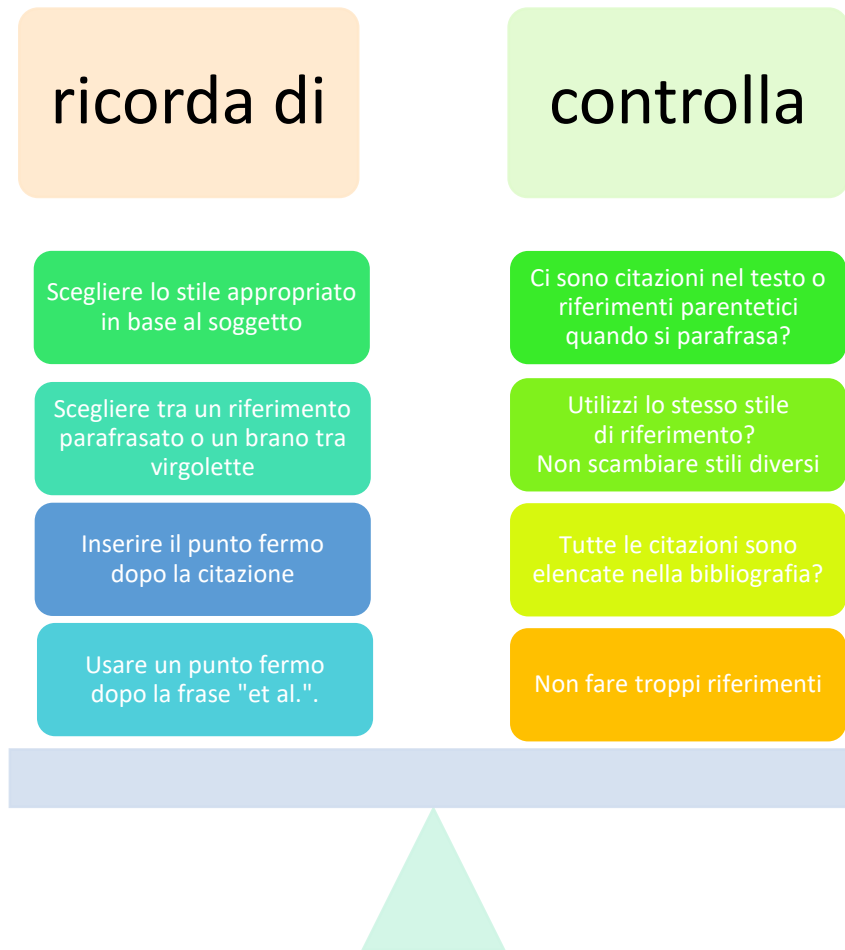 ricorda di
Scegliere lo stile appropriato
in base al soggetto
Scegliere tra un riferimento
parafrasato o un brano tra
virgolette
Inserire il punto fermo
dopo la citazione
Usare un punto fermo
dopo la frase "et al.".
controlla
Ci sono citazioni nel testo o
riferimenti parentetici
quando si parafrasa?
Utilizzi lo stesso stile
di riferimento?
Non scambiare stili diversi
Tutte le citazioni sono
elencate nella bibliografia?
Non fare troppi riferimenti